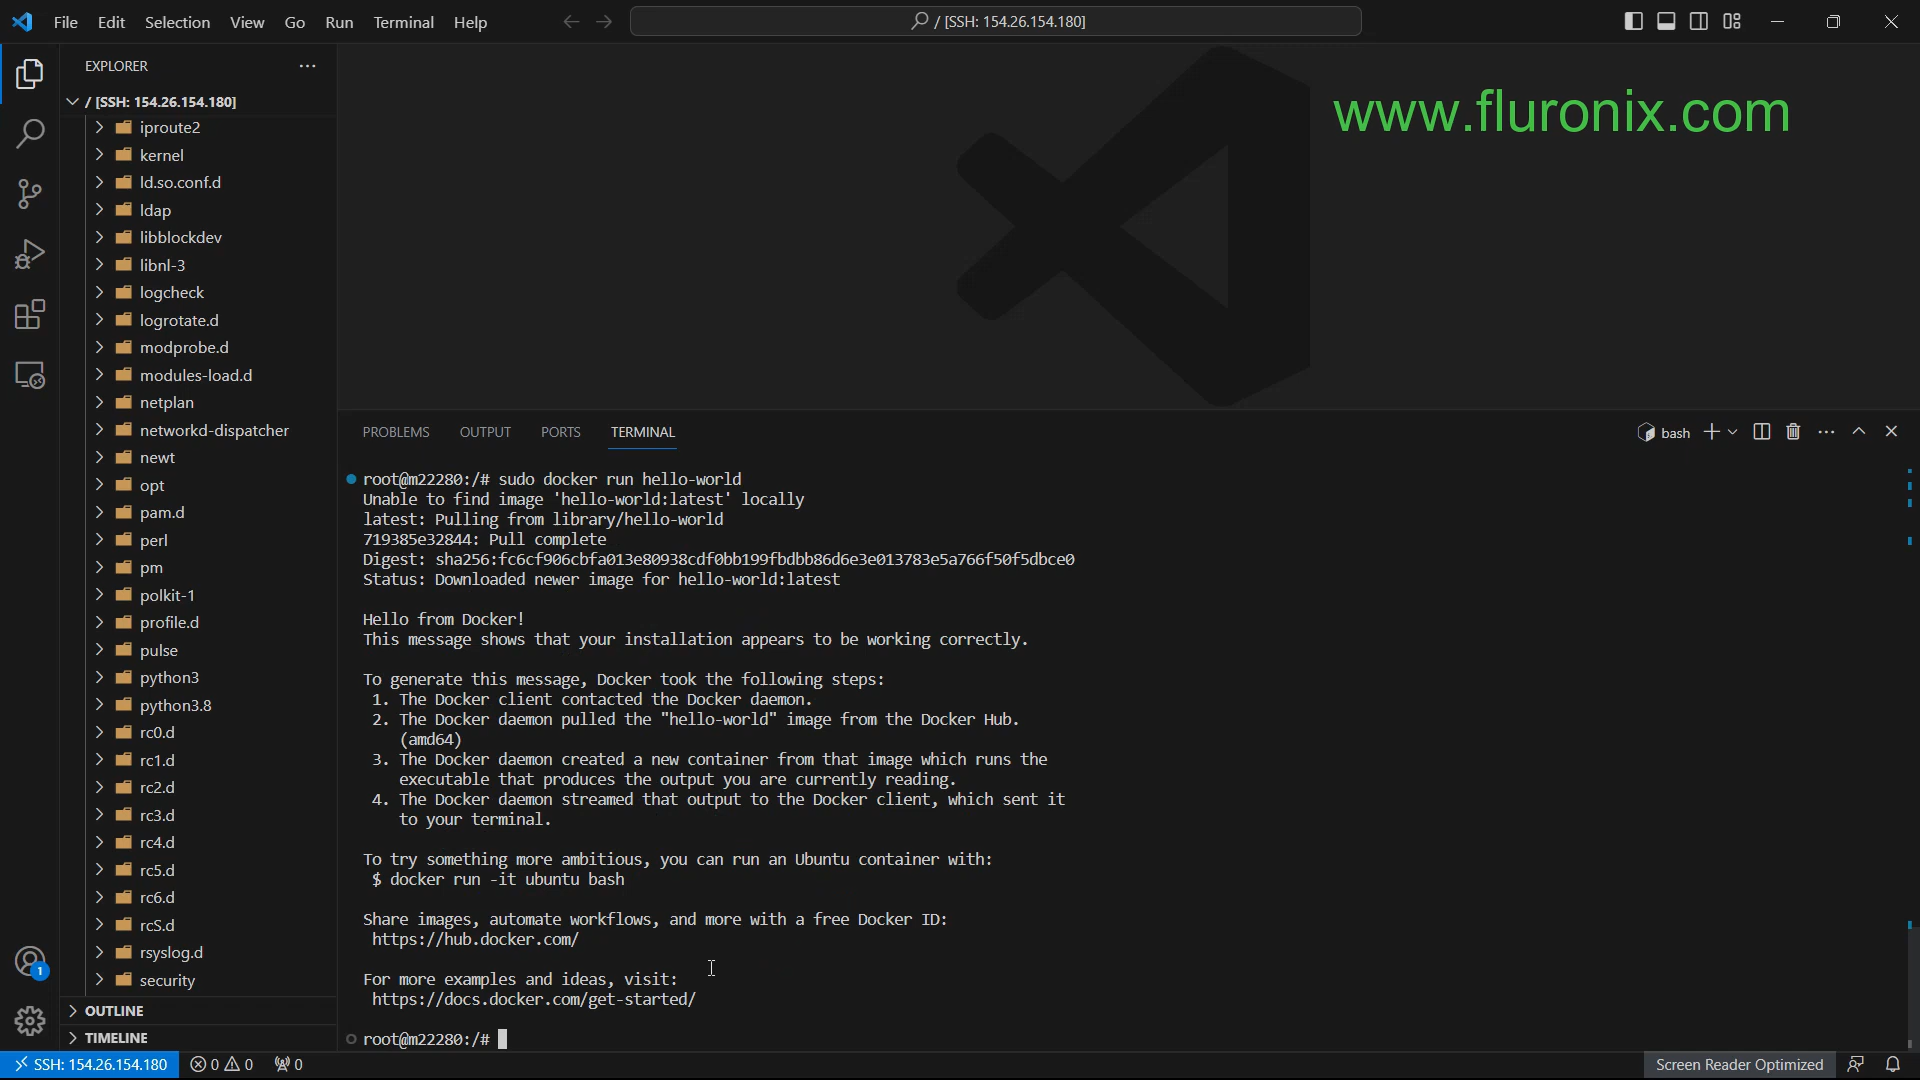 File Edit Selection View Go Run Terminal Help
/ [SSH: 154.26.154.180]
EXPLORER
/ [SSH: 154.26.154.180]
iproute2
kernel
ld.so.conf.d
ldap
libblockdev
libnl-3
logcheck
logrotate.d
modprobe.d
modules-load.d
netplan
networkd-dispatcher
newt
opt
pam.d
perl
pm
polkit-1
profile.d
pulse
python3
python3.8
rc0.d
rc1.d
rc2.d
rc3.d
rc4.d
rc5.d
rc6.d
rcS.d
rsyslog.d
security
OUTLINE
TIMELINE
1
www.fluronix.com
PROBLEMS OUTPUT PORTS TERMINAL
bash
root@m22280:/# sudo docker run hello-world
Unable to find image 'hello-world:latest' locally
latest: Pulling from library/hello-world
719385e32844: Pull complete
Digest: sha256:fc6cf906cbfa013e80938cdf0bb199fbdbb86d6e3e013783e5a766f50f5dbce0
Status: Downloaded newer image for hello-world:latest
Hello from Docker!
This message shows that your installation appears to be working correctly.
To generate this message, Docker took the following steps:
1. The Docker client contacted the Docker daemon.
2. The Docker daemon pulled the "hello-world" image from the Docker Hub.
(amd64)
3. The Docker daemon created a new container from that image which runs the
executable that produces the output you are currently reading.
4. The Docker daemon streamed that output to the Docker client, which sent it
to your terminal.
To try something more ambitious, you can run an Ubuntu container with:
$ docker run -it ubuntu bash
Share images, automate workflows, and more with a free Docker ID:
https://hub.docker.com/
For more examples and ideas, visit:
https://docs.docker.com/get-started/
root@m22280:/#
SSH: 154.26.154.180 0 0 0 Screen Reader Optimized